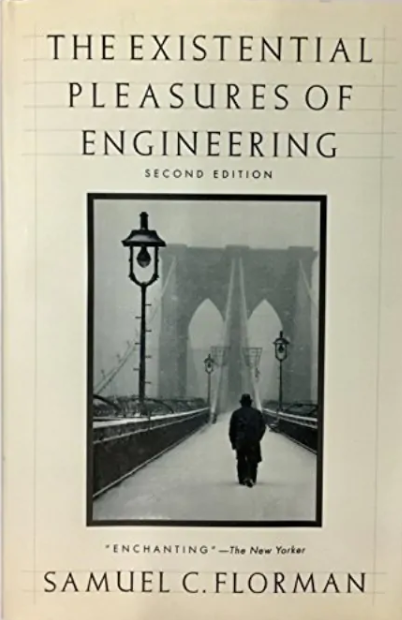 THE EXISTENTIAL
PLEASURES OF
ENGINEERING
SECOND EDITION
"ENCHANTING"—The New Yorker
SAMUEL C. FLORMAN